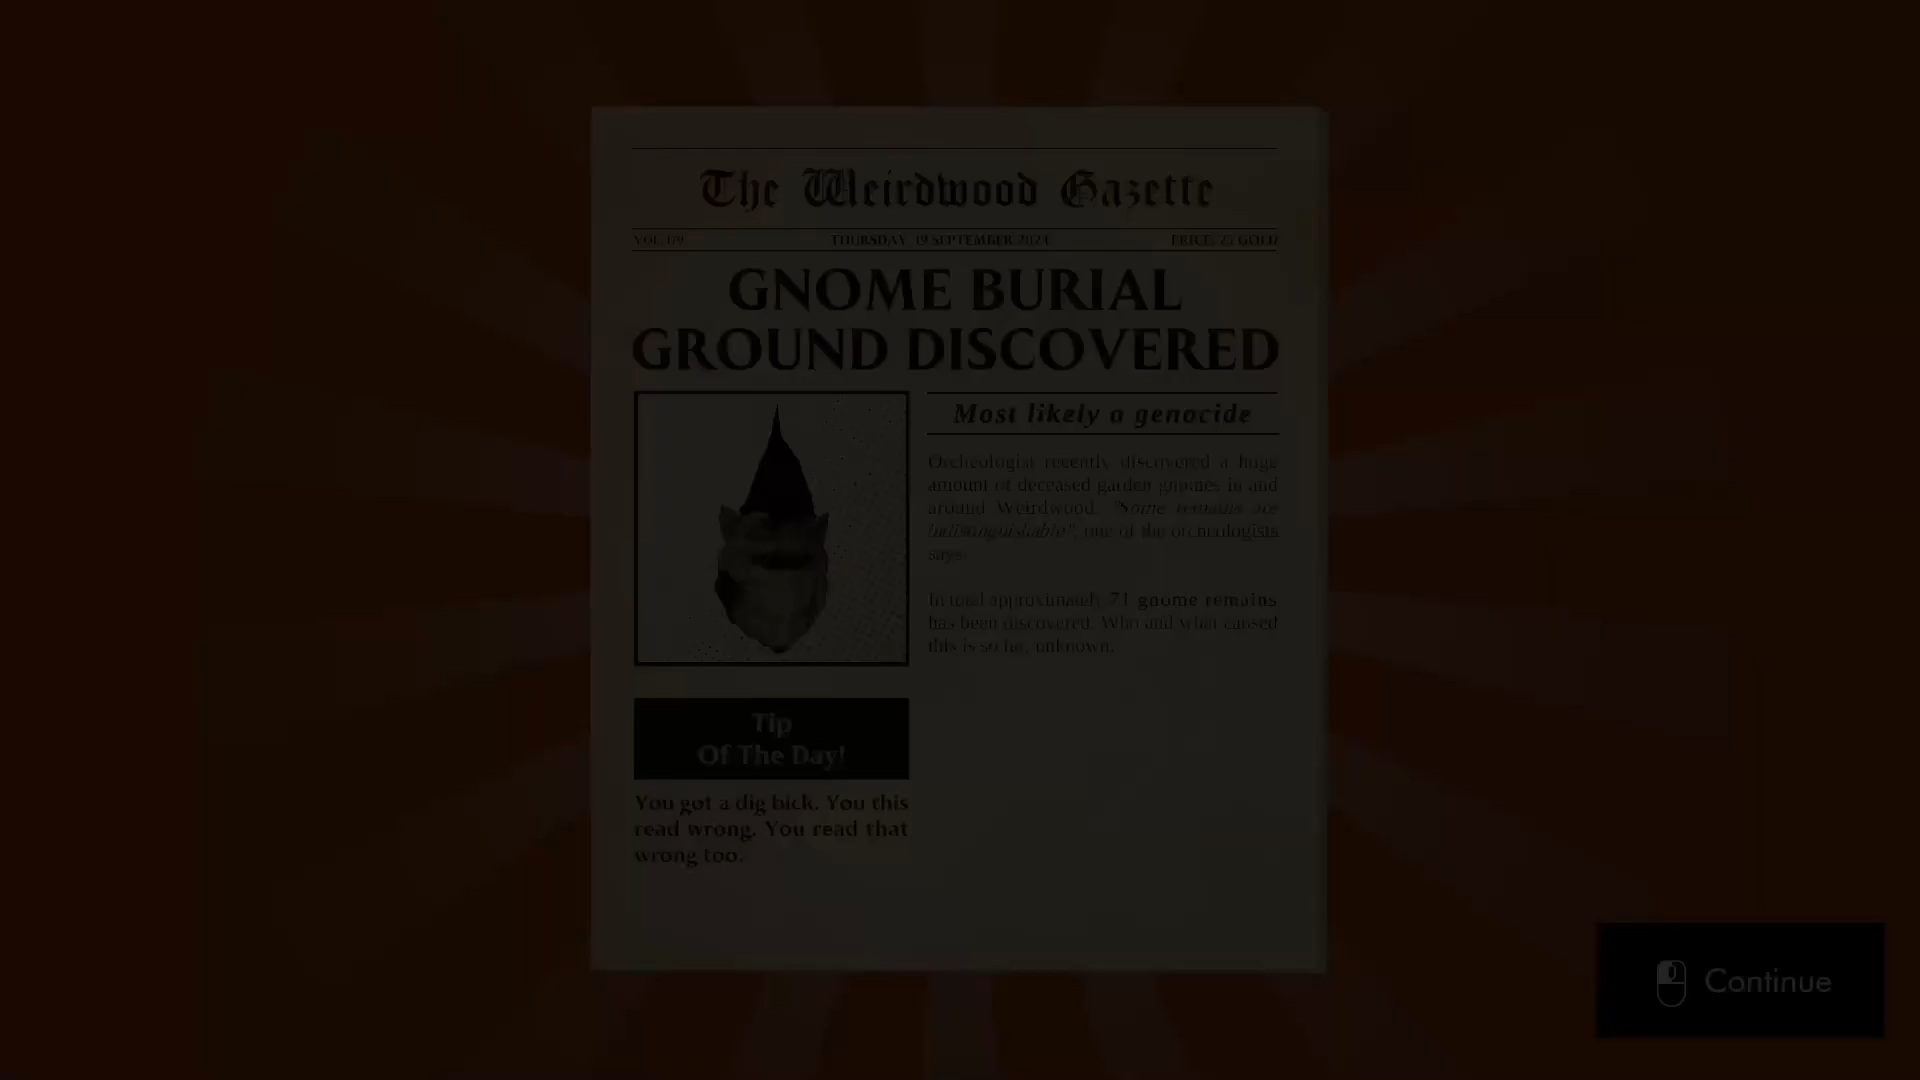 The Weirdwood Gazette
VOL. 179
THURSDAY, 19 SEPTEMBER 2024
PRICE: 25 GOLD
GNOME BURIAL
GROUND DISCOVERED
Most likely a genocide
Orcheologist recently discovered a huge
amount of deceased garden gnomes in and
around Weirdwood. "Some remains are
indistinguishable", one of the orcheologists
says.
In total approximately 71 gnome remains
has been discovered. Who and what caused
this is so far, unknown.
Tip
Of The Day!
You got a dig bick. You this
read wrong. You read that
wrong too.
Continue